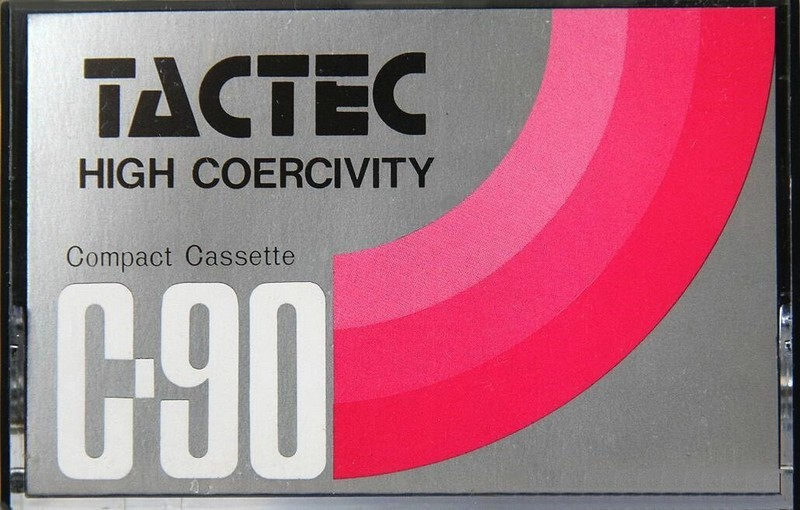 TACTEC
HIGH COERCIVITY
Compact Cassette
C-90